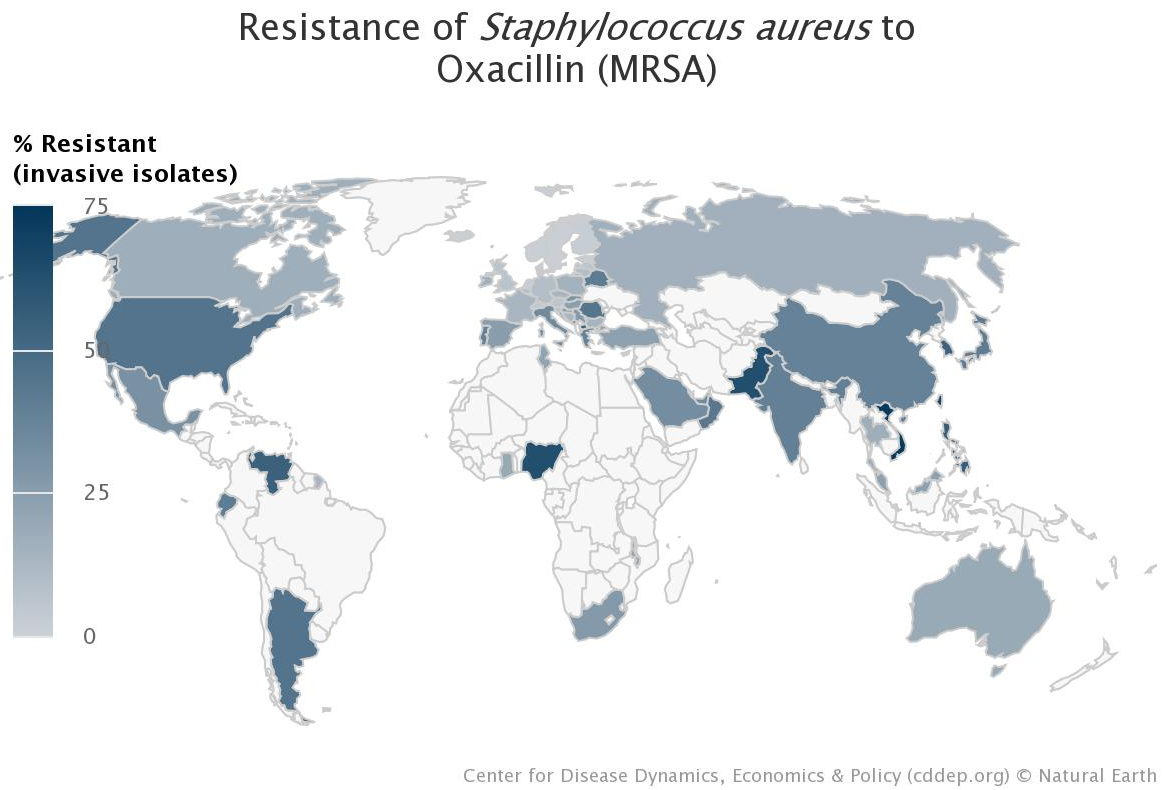 Resistance of Staphylococcus aureus to
Oxacillin (MRSA)
% Resistant
(invasive isolates)
75
50
25
0
Center for Disease Dynamics, Economics & Policy (cddep.org) © Natural Earth